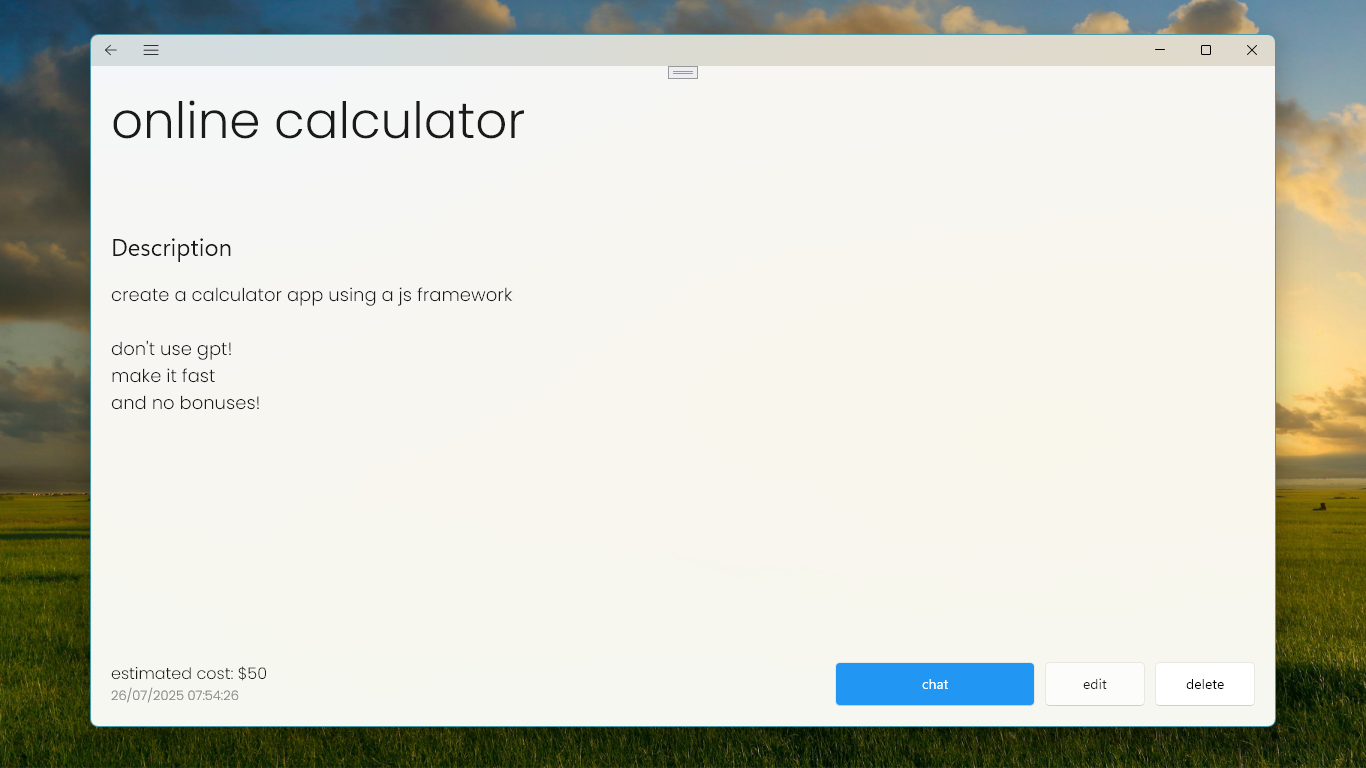 online calculator
Description
create a calculator app using a js framework
don't use gpt!
make it fast
and no bonuses!
estimated cost: $50
26/07/2025 07:54:26
chat
edit
delete